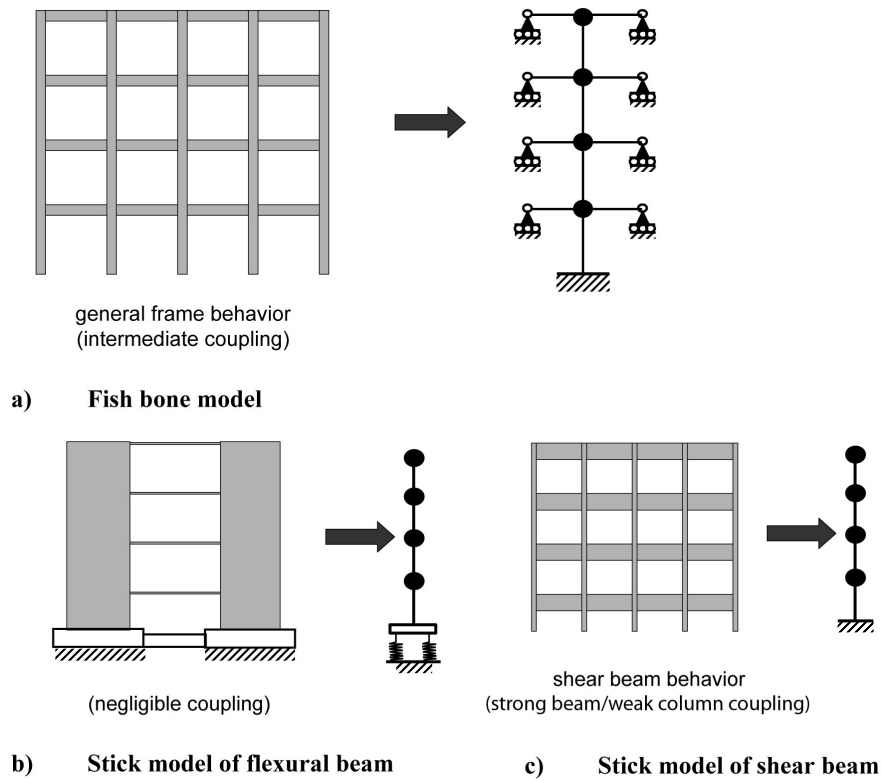 general frame behavior
(intermediate coupling)
a) Fish bone model
(negligible coupling)
b) Stick model of flexural beam
shear beam behavior
(strong beam/weak column coupling)
c) Stick model of shear beam